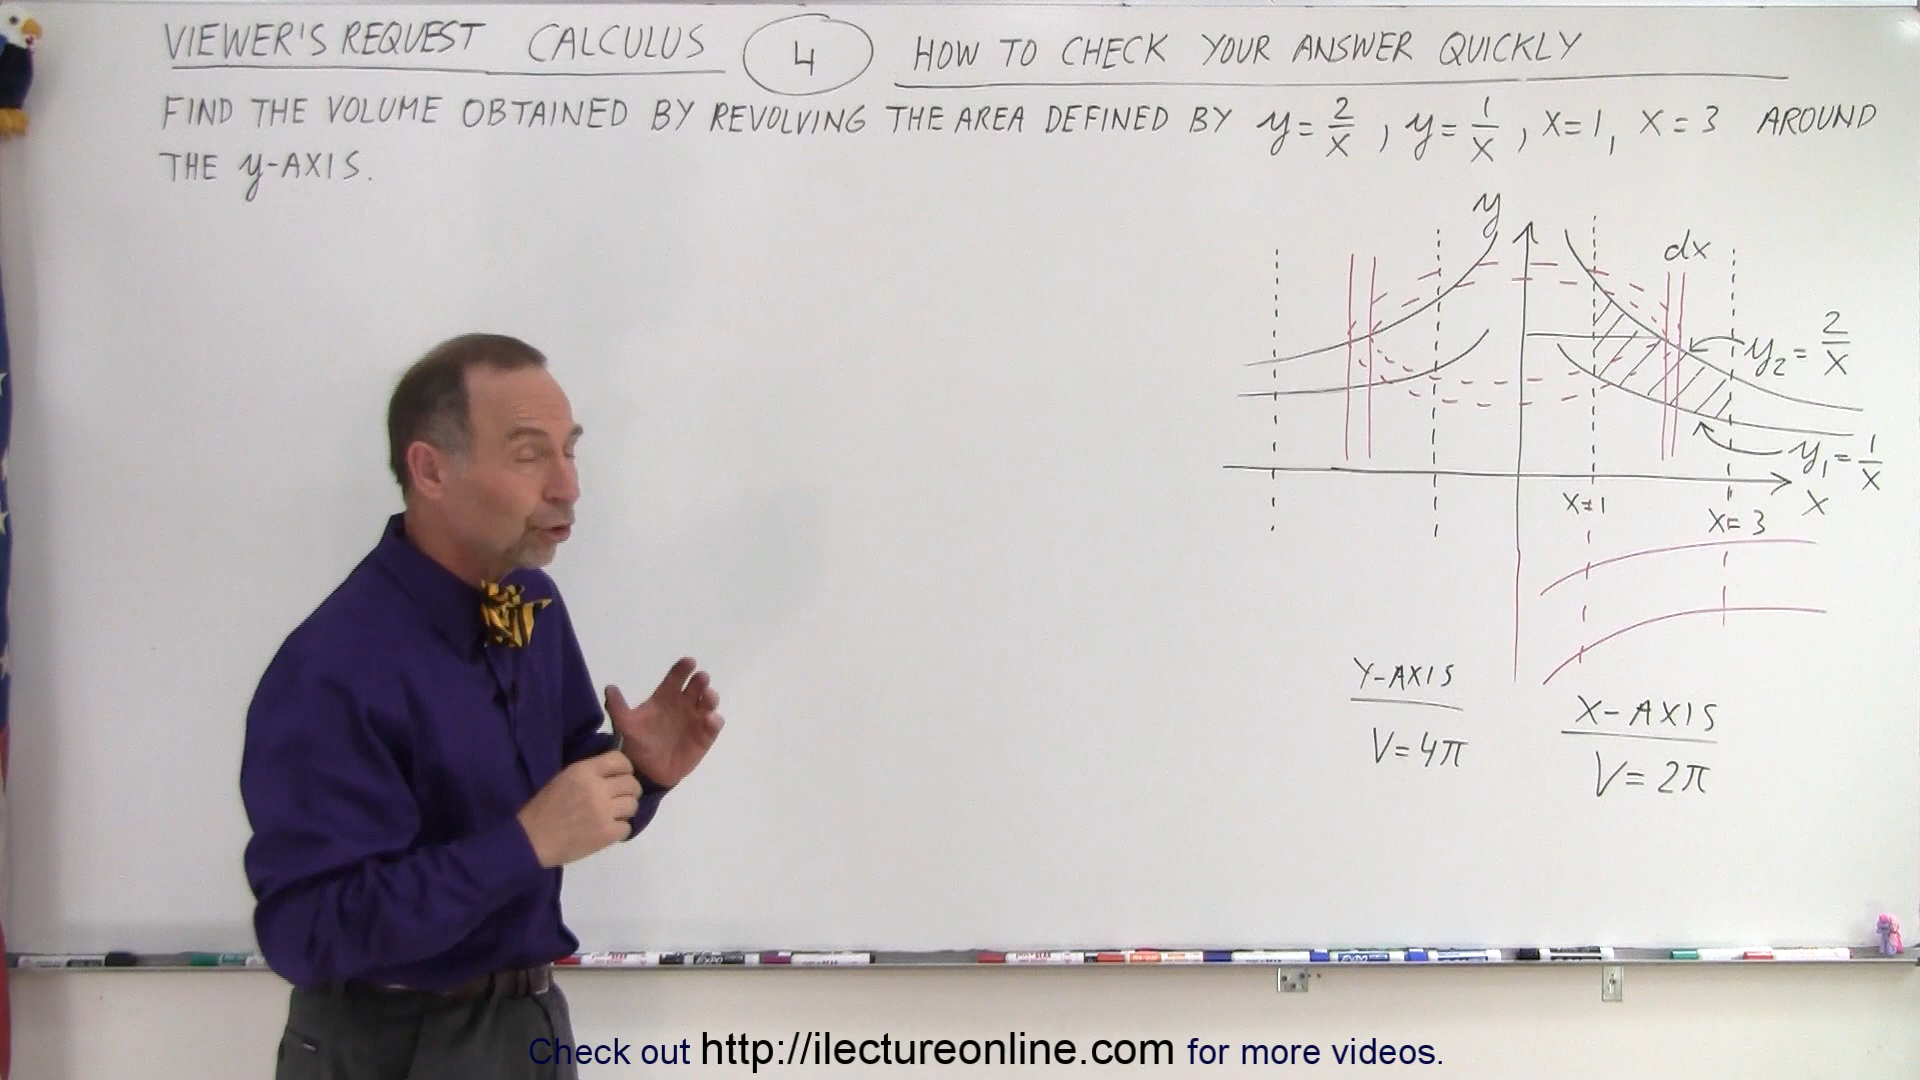 VIEWER'S REQUEST CALCULUS 4 HOW TO CHECK YOUR ANSWER QUICKLY
FIND THE VOLUME OBTAINED BY REVOLVING THE AREA DEFINED BY y = 2/x , y = 1/x , X=1, X=3 AROUND
THE y-AXIS.
y
dx
y₂ = 2/x
y₁ = 1/x
X
X=1
X=3
Y-AXIS
V=4π
X-AXIS
V=2π
Check out http://ilectureonline.com for more videos.